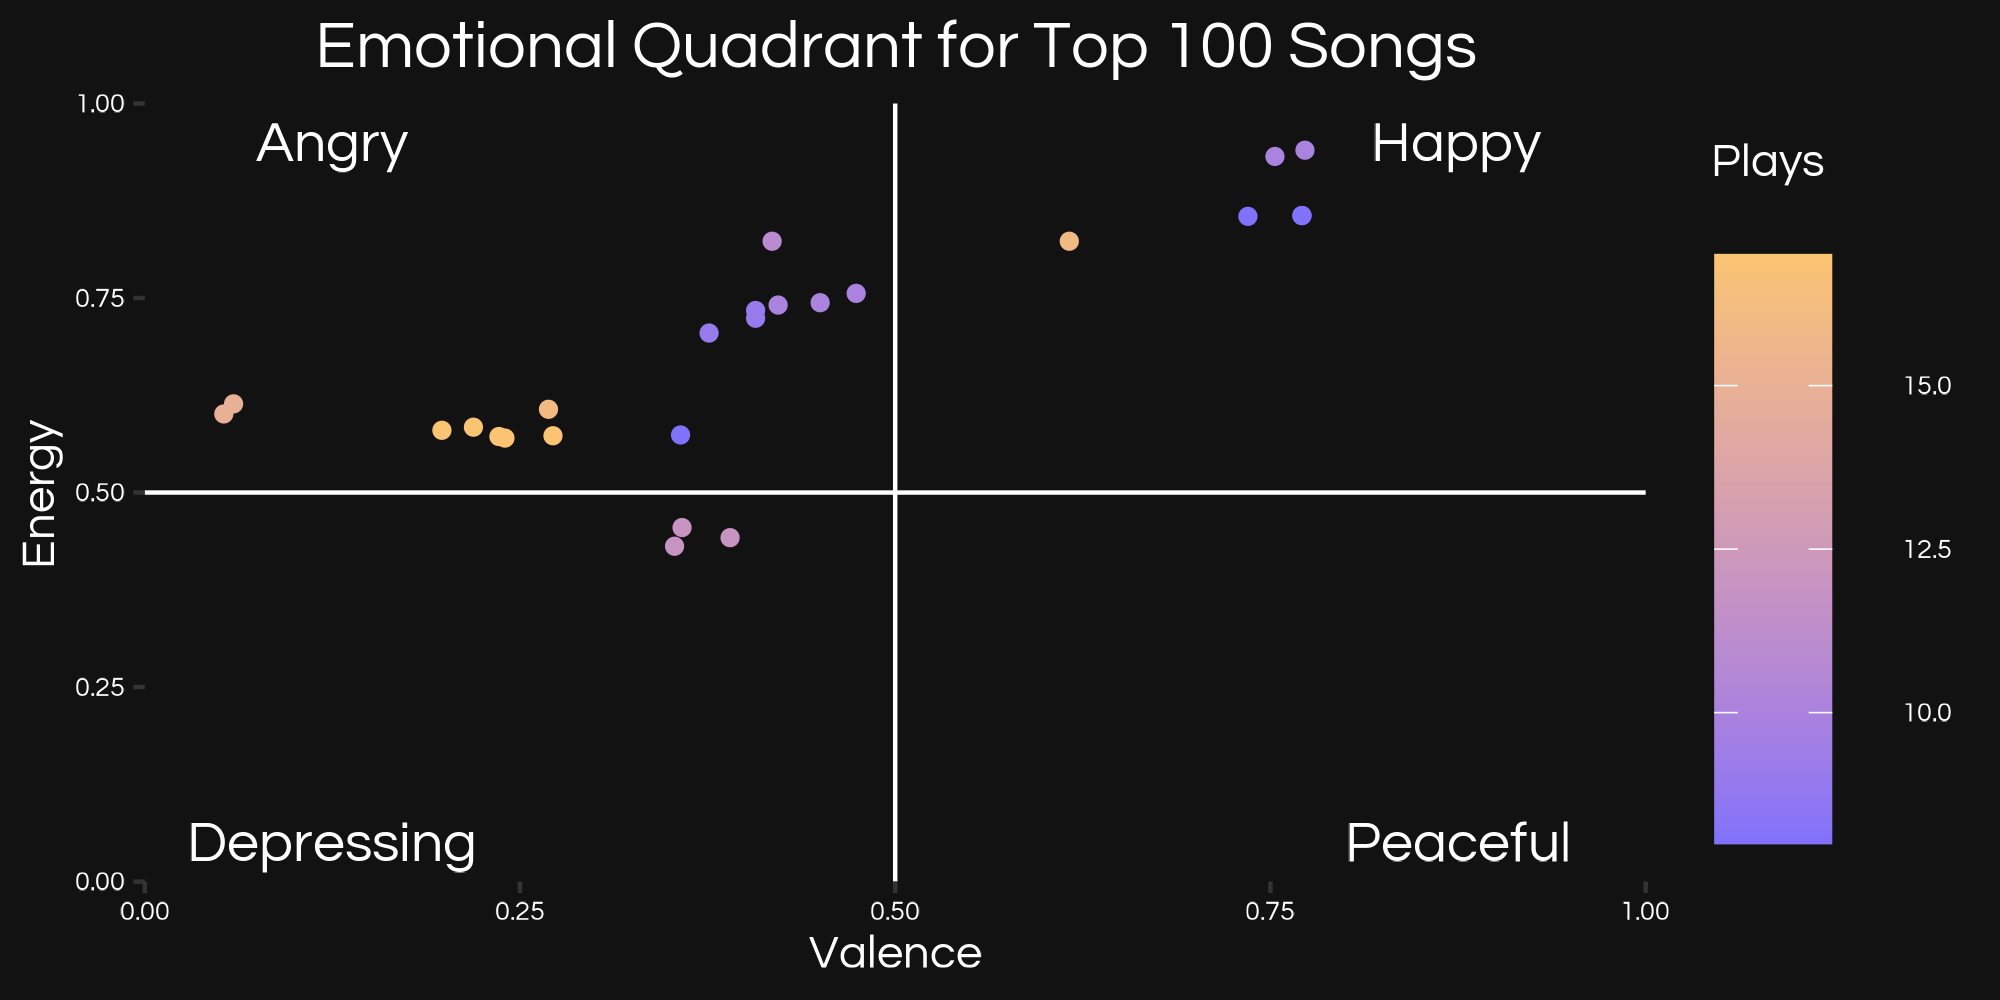 Emotional Quadrant for Top 100 Songs
1.00
Angry
Happy
Plays
0.75
15.0
Energy
0.50
12.5
0.25
10.0
Depressing
Peaceful
0.00
0.00 0.25 0.50 0.75 1.00
Valence